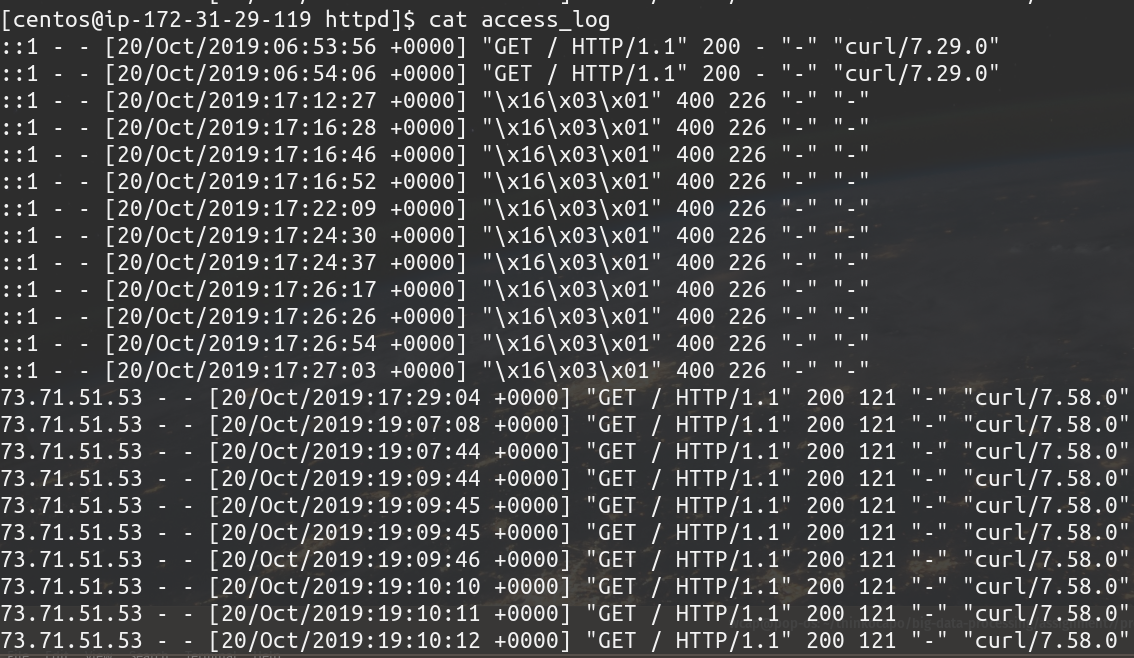 [centos@ip-172-31-29-119 httpd]$ cat access_log
::1 - - [20/Oct/2019:06:53:56 +0000] "GET / HTTP/1.1" 200 - "-" "curl/7.29.0"
::1 - - [20/Oct/2019:06:54:06 +0000] "GET / HTTP/1.1" 200 - "-" "curl/7.29.0"
::1 - - [20/Oct/2019:17:12:27 +0000] "\x16\x03\x01" 400 226 "-" "-"
::1 - - [20/Oct/2019:17:16:28 +0000] "\x16\x03\x01" 400 226 "-" "-"
::1 - - [20/Oct/2019:17:16:46 +0000] "\x16\x03\x01" 400 226 "-" "-"
::1 - - [20/Oct/2019:17:16:52 +0000] "\x16\x03\x01" 400 226 "-" "-"
::1 - - [20/Oct/2019:17:22:09 +0000] "\x16\x03\x01" 400 226 "-" "-"
::1 - - [20/Oct/2019:17:24:30 +0000] "\x16\x03\x01" 400 226 "-" "-"
::1 - - [20/Oct/2019:17:24:37 +0000] "\x16\x03\x01" 400 226 "-" "-"
::1 - - [20/Oct/2019:17:26:17 +0000] "\x16\x03\x01" 400 226 "-" "-"
::1 - - [20/Oct/2019:17:26:26 +0000] "\x16\x03\x01" 400 226 "-" "-"
::1 - - [20/Oct/2019:17:26:54 +0000] "\x16\x03\x01" 400 226 "-" "-"
::1 - - [20/Oct/2019:17:27:03 +0000] "\x16\x03\x01" 400 226 "-" "-"
73.71.51.53 - - [20/Oct/2019:17:29:04 +0000] "GET / HTTP/1.1" 200 121 "-" "curl/7.58.0"
73.71.51.53 - - [20/Oct/2019:19:07:08 +0000] "GET / HTTP/1.1" 200 121 "-" "curl/7.58.0"
73.71.51.53 - - [20/Oct/2019:19:07:44 +0000] "GET / HTTP/1.1" 200 121 "-" "curl/7.58.0"
73.71.51.53 - - [20/Oct/2019:19:09:44 +0000] "GET / HTTP/1.1" 200 121 "-" "curl/7.58.0"
73.71.51.53 - - [20/Oct/2019:19:09:45 +0000] "GET / HTTP/1.1" 200 121 "-" "curl/7.58.0"
73.71.51.53 - - [20/Oct/2019:19:09:45 +0000] "GET / HTTP/1.1" 200 121 "-" "curl/7.58.0"
73.71.51.53 - - [20/Oct/2019:19:09:46 +0000] "GET / HTTP/1.1" 200 121 "-" "curl/7.58.0"
73.71.51.53 - - [20/Oct/2019:19:10:10 +0000] "GET / HTTP/1.1" 200 121 "-" "curl/7.58.0"
73.71.51.53 - - [20/Oct/2019:19:10:11 +0000] "GET / HTTP/1.1" 200 121 "-" "curl/7.58.0"
73.71.51.53 - - [20/Oct/2019:19:10:12 +0000] "GET / HTTP/1.1" 200 121 "-" "curl/7.58.0"